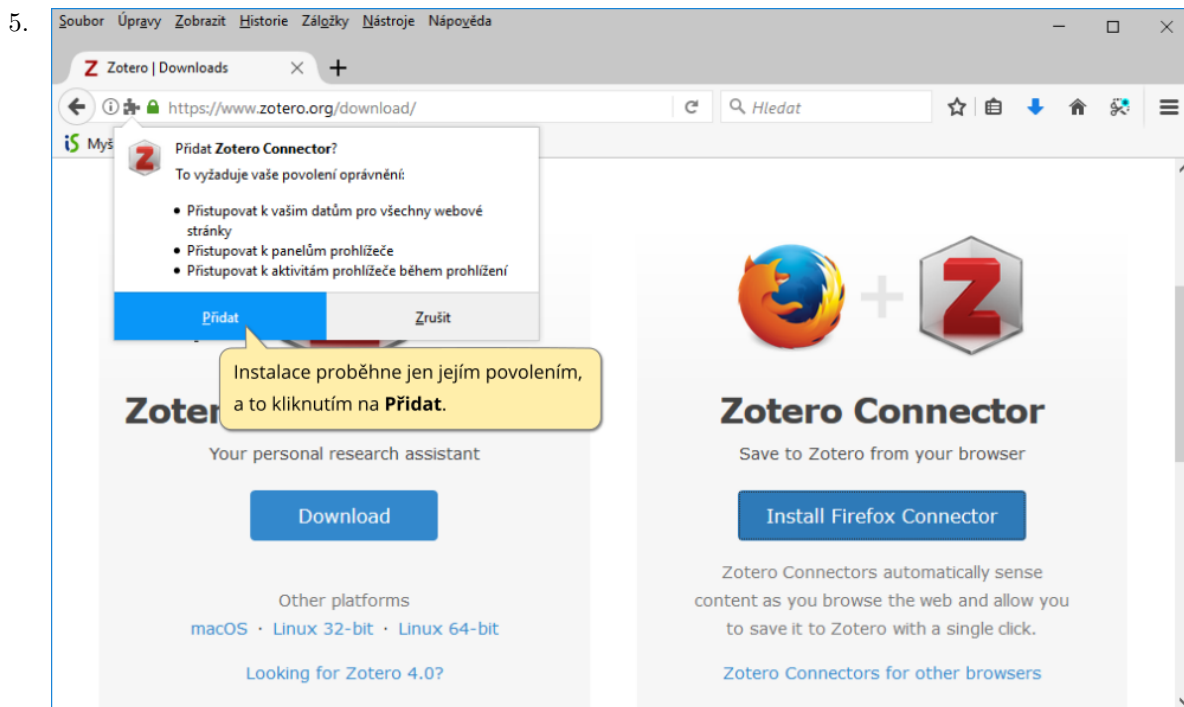 5.
Soubor Úpravy Zobrazit Historie Záložky Nástroje Nápověda
Z Zotero | Downloads
https://www.zotero.org/download/
Hledat
iS Myš
Z
Přidat Zotero Connector?
To vyžaduje vaše povolení oprávnění:
• Přistupovat k vašim datům pro všechny webové
stránky
• Přistupovat k panelům prohlížeče
• Přistupovat k aktivitám prohlížeče během prohlížení
Přidat Zrušit
Instalace proběhne jen jejím povolením,
a to kliknutím na Přidat.
Zoter
Your personal research assistant
Download
Other platforms
macOS · Linux 32-bit · Linux 64-bit
Looking for Zotero 4.0?
+ Z
Zotero Connector
Save to Zotero from your browser
Install Firefox Connector
Zotero Connectors automatically sense
content as you browse the web and allow you
to save it to Zotero with a single click.
Zotero Connectors for other browsers